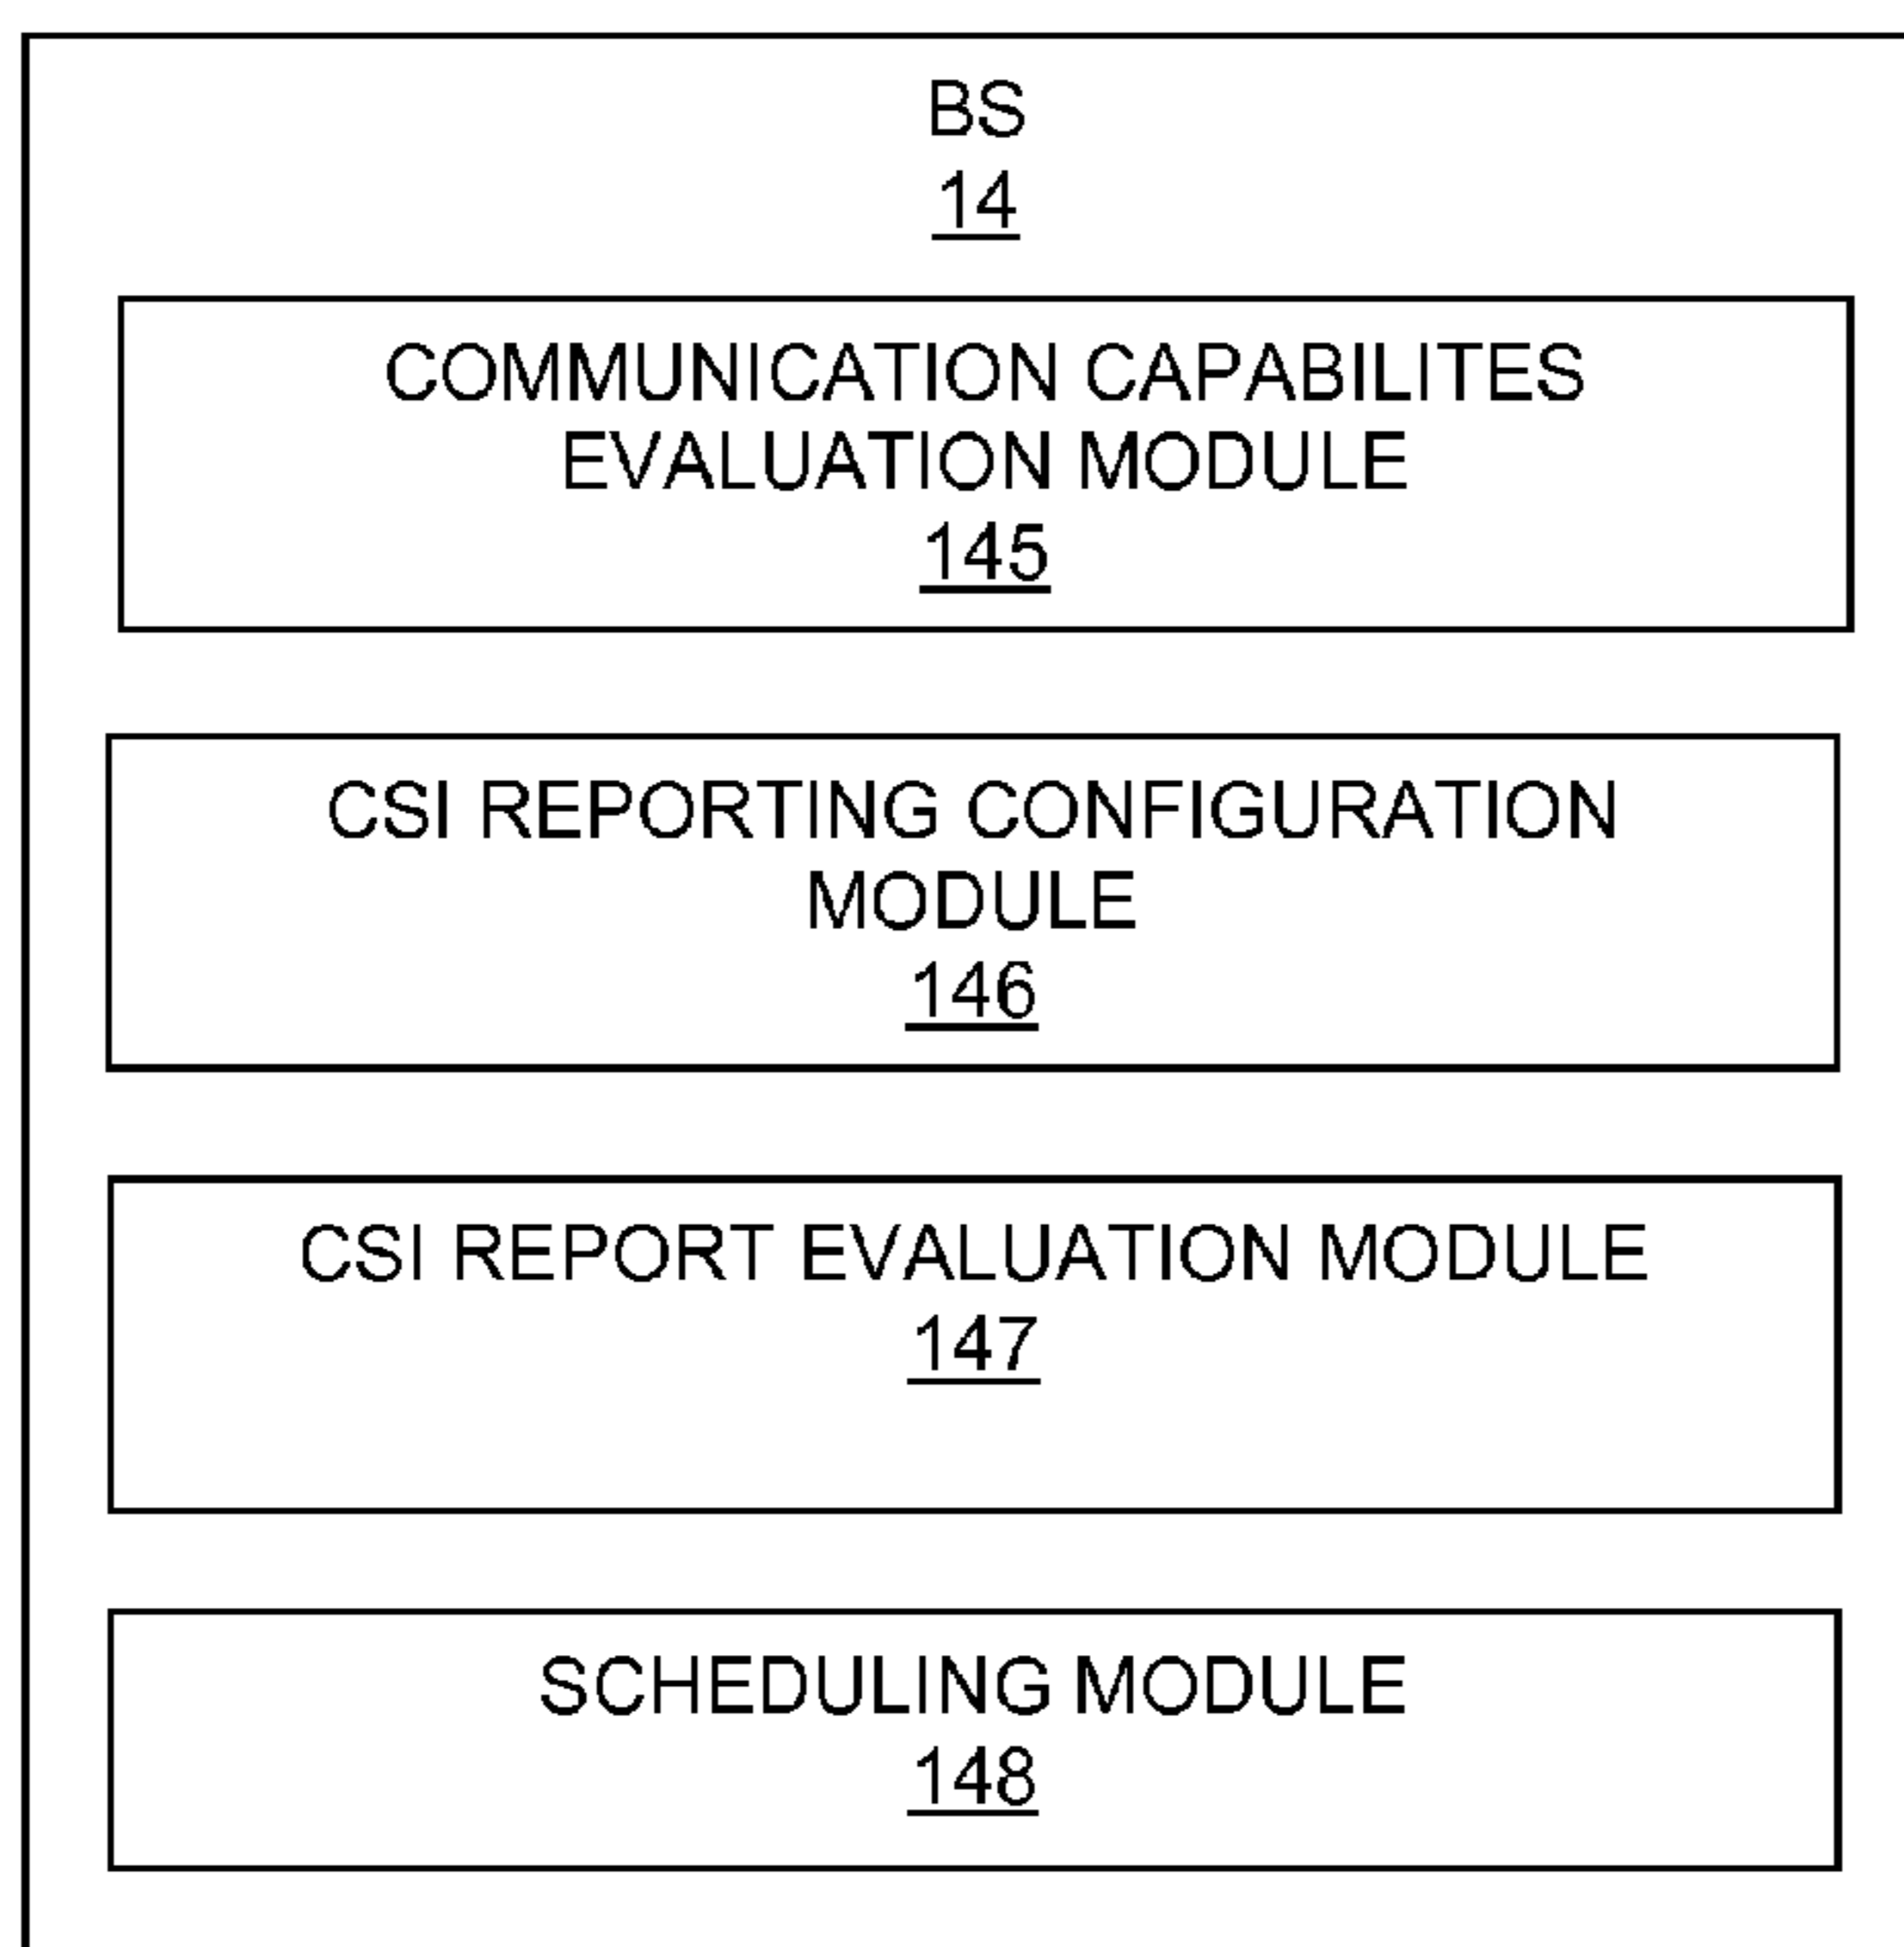 BS
14
COMMUNICATION CAPABILITES
EVALUATION MODULE
145
CSI REPORTING CONFIGURATION
MODULE
146
CSI REPORT EVALUATION MODULE
147
SCHEDULING MODULE
148